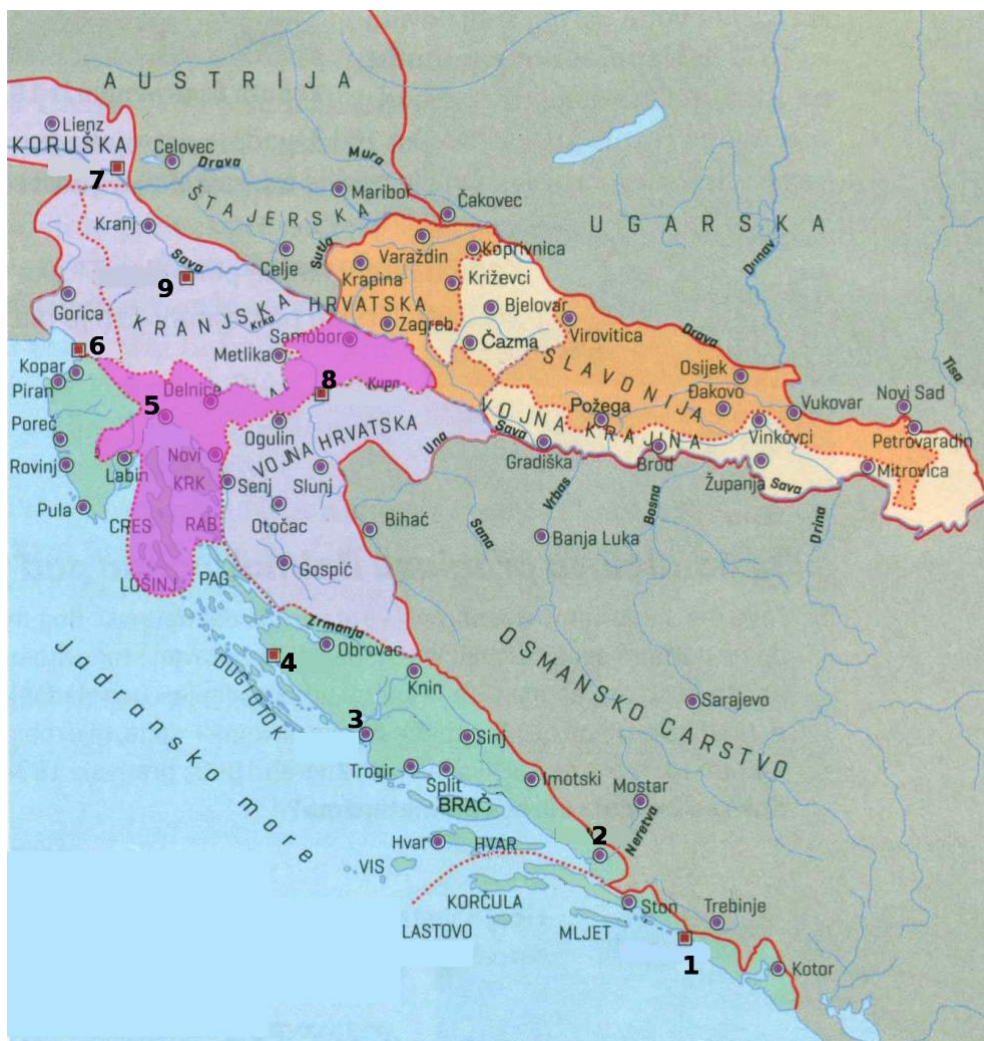 AUSTRIJA
Lienz
KORUŠKA
Celovec
Drava
Mura
7
ŠTAJERSKA
Maribor
Čakovec
UGARSKA
Kranj
Sutla
Varaždin
Koprivnica
Dunav
Sava
Celje
Krapina
Križevci
9
Gorica
KRANJSKA
Krka
HRVATSKA
Bjelovar
Virovitica
Zagreb
Drava
Samobor
Čazma
6
Metlika
SLAVONIJA
Tisa
Kopar
Piran
Delnice
8
Kupa
Osijek
Novi Sad
5
Đakovo
Vukovar
Požega
Poreč
Ogulin
VOJNA HRVATSKA
VOJNA KRAJINA
Vinkovci
Petrovaradin
Una
Sava
Rovinj
Labin
Novi
Gradiška
Brod
Mitrovica
KRK
Senj
Slunj
Županja
Sava
Pula
Vrbas
Bosna
CRES
RAB
Otočac
Bihać
Sana
Banja Luka
Drina
LOŠINJ
PAG
Gospić
Zrmanja
Obrovac
OSMANSKO CARSTVO
Jadransko more
4
Knin
DUGI OTOK
Sarajevo
3
Sinj
Trogir
Split
Imotski
Mostar
BRAČ
Neretva
Hvar
HVAR
2
VIS
KORČULA
Ston
Trebinje
LASTOVO
MLJET
1
Kotor